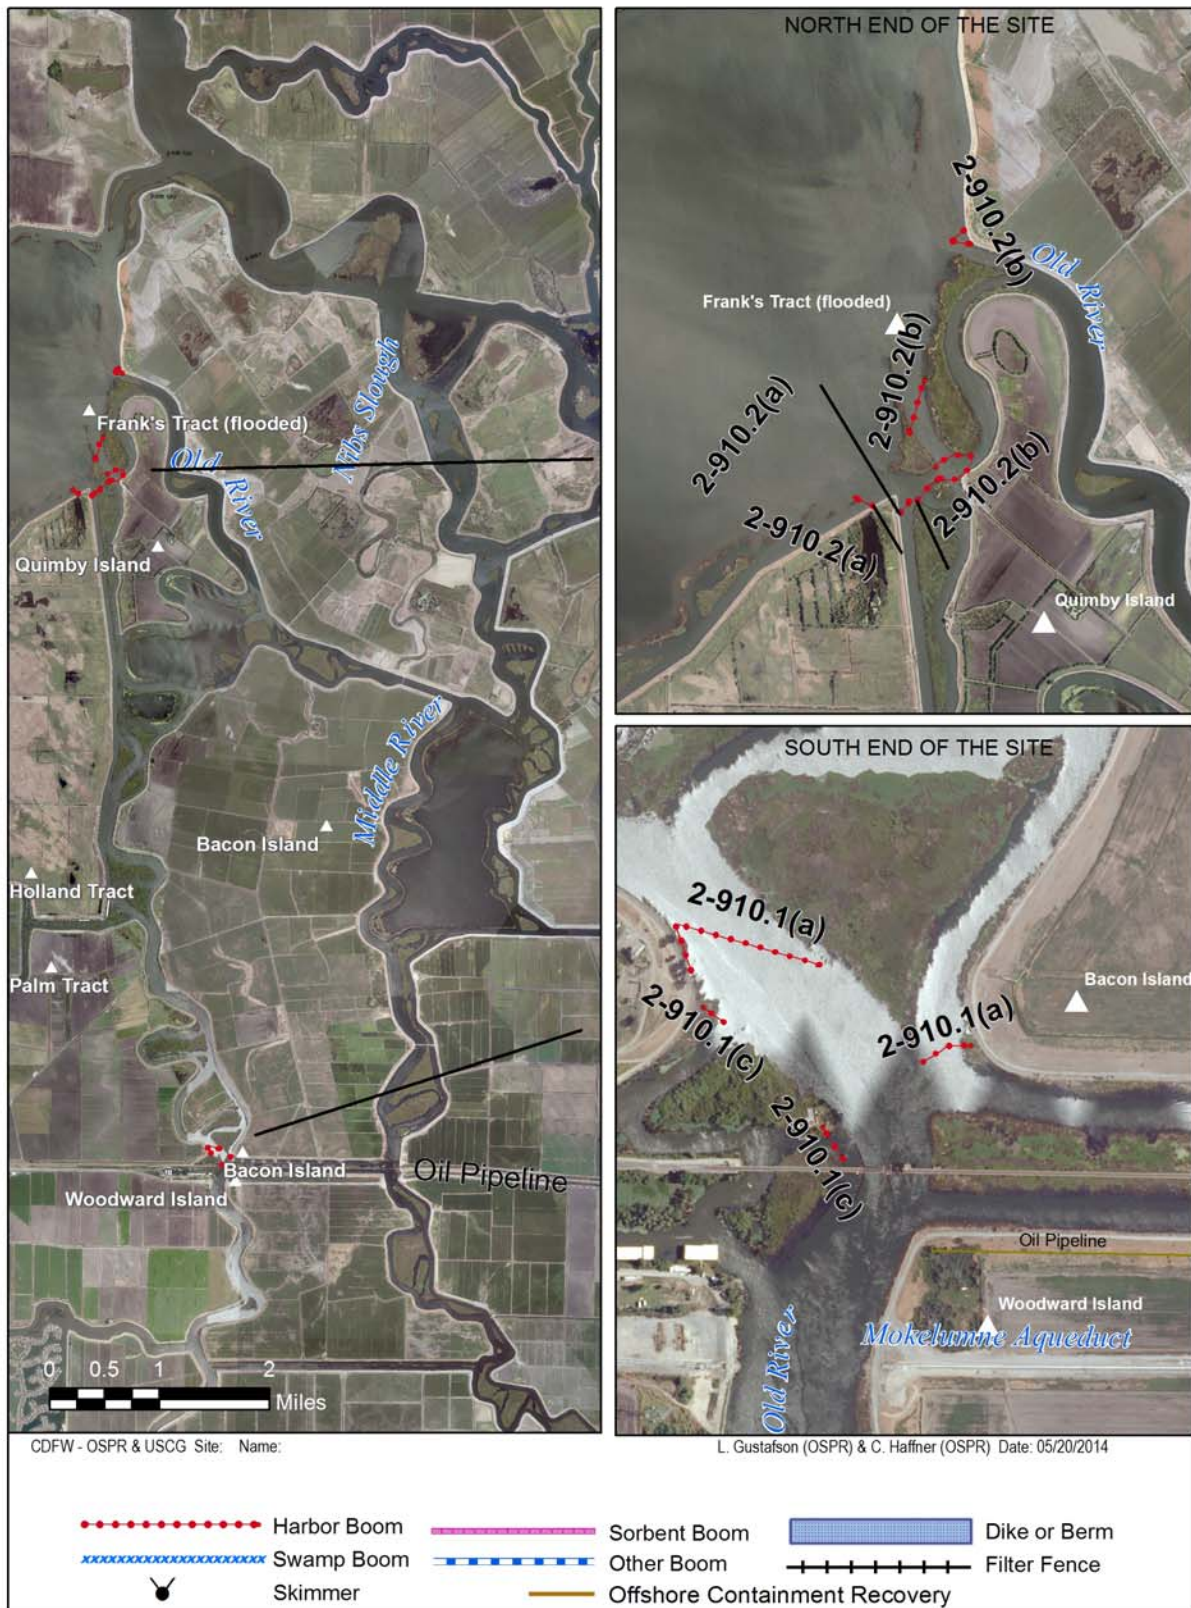 Frank's Tract (flooded)
Old
River
Nibs Slough
Quimby Island
Middle River
Bacon Island
Holland Tract
Palm Tract
Bacon Island
Oil Pipeline
Woodward Island
0 0.5 1 2
Miles
NORTH END OF THE SITE
2-910.2(b)
Old
River
Frank's Tract (flooded)
2-910.2(b)
2-910.2(a)
2-910.2(b)
2-910.2(a)
Quimby Island
SOUTH END OF THE SITE
2-910.1(a)
Bacon Island
2-910.1(a)
2-910.1(c)
2-910.1(c)
Oil Pipeline
Woodward Island
Mokelumne Aqueduct
Old River
CDFW - OSPR & USCG Site: Name:
L. Gustafson (OSPR) & C. Haffner (OSPR) Date: 05/20/2014
Harbor Boom
Sorbent Boom
Dike or Berm
Swamp Boom
Other Boom
Filter Fence
Skimmer
Offshore Containment Recovery